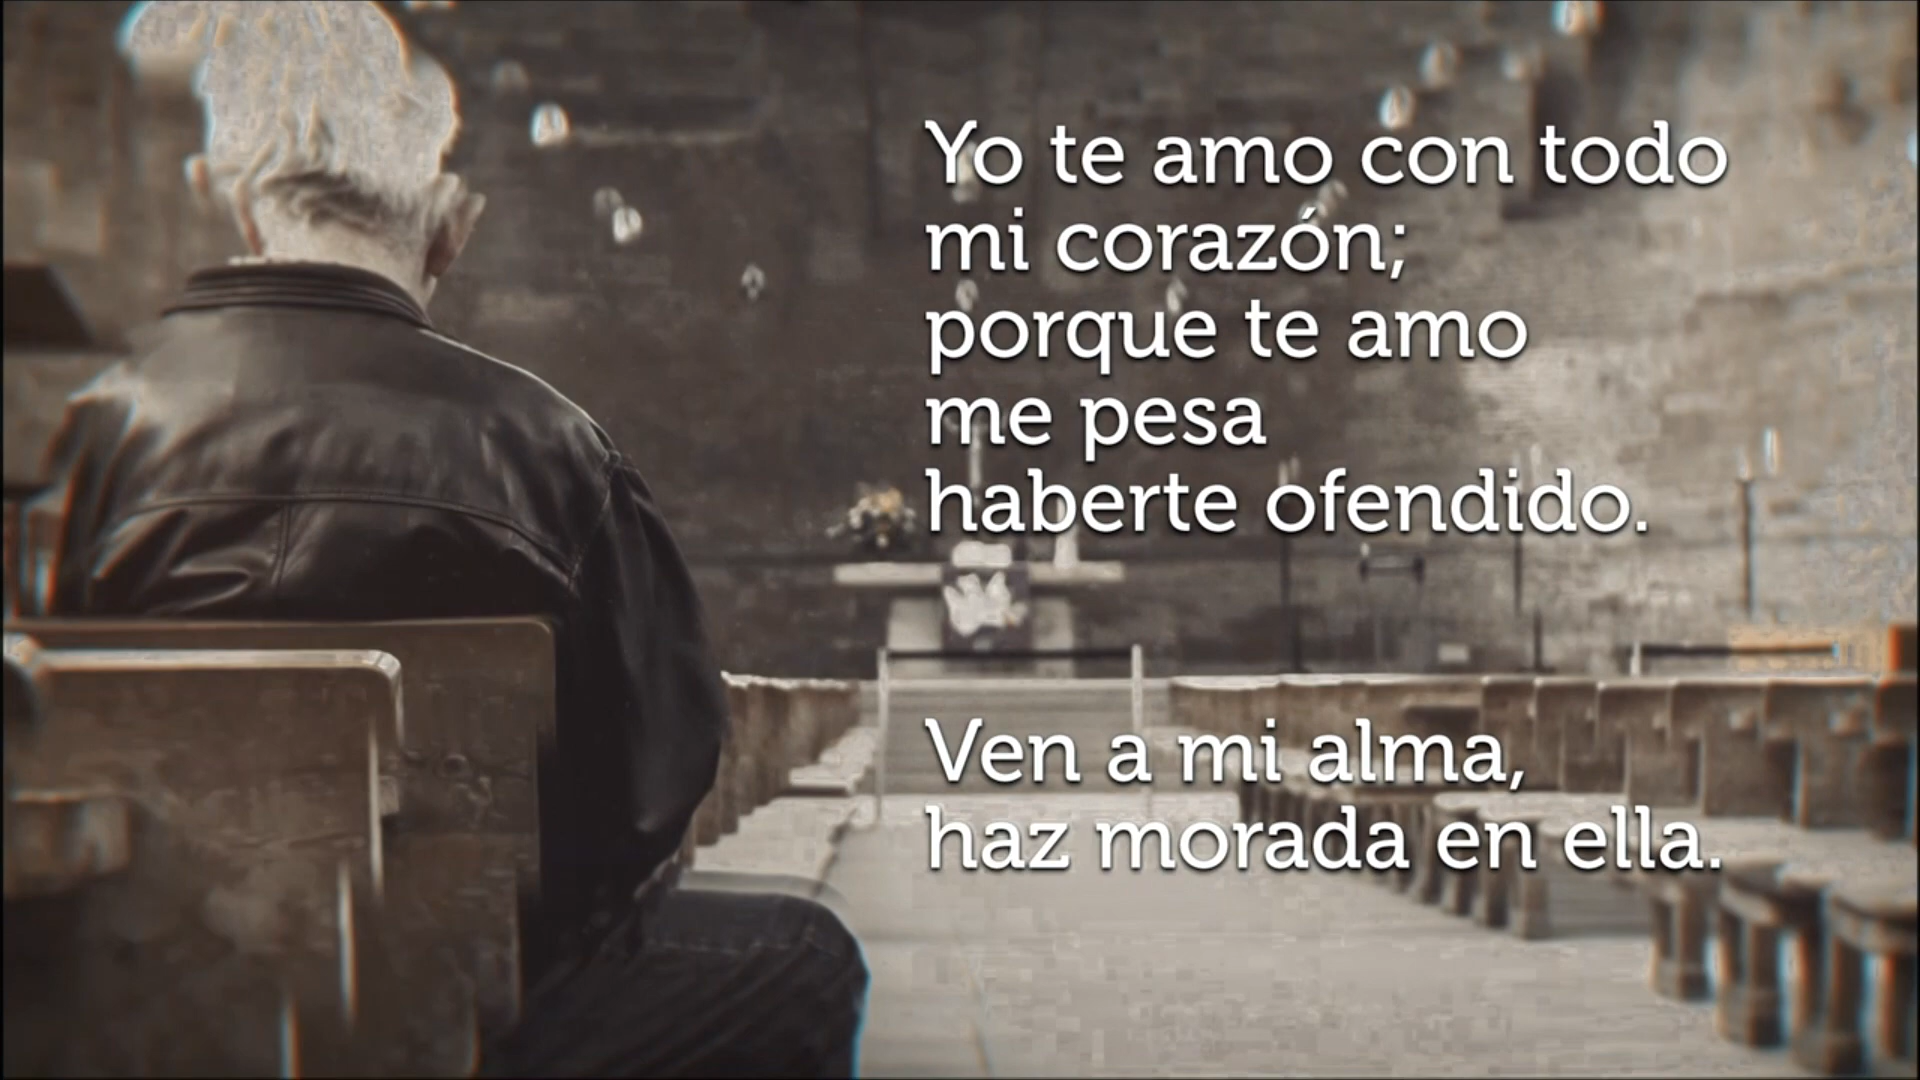 Yo te amo con todo
mi corazón;
porque te amo
me pesa
haberte ofendido.
Ven a mi alma,
haz morada en ella.